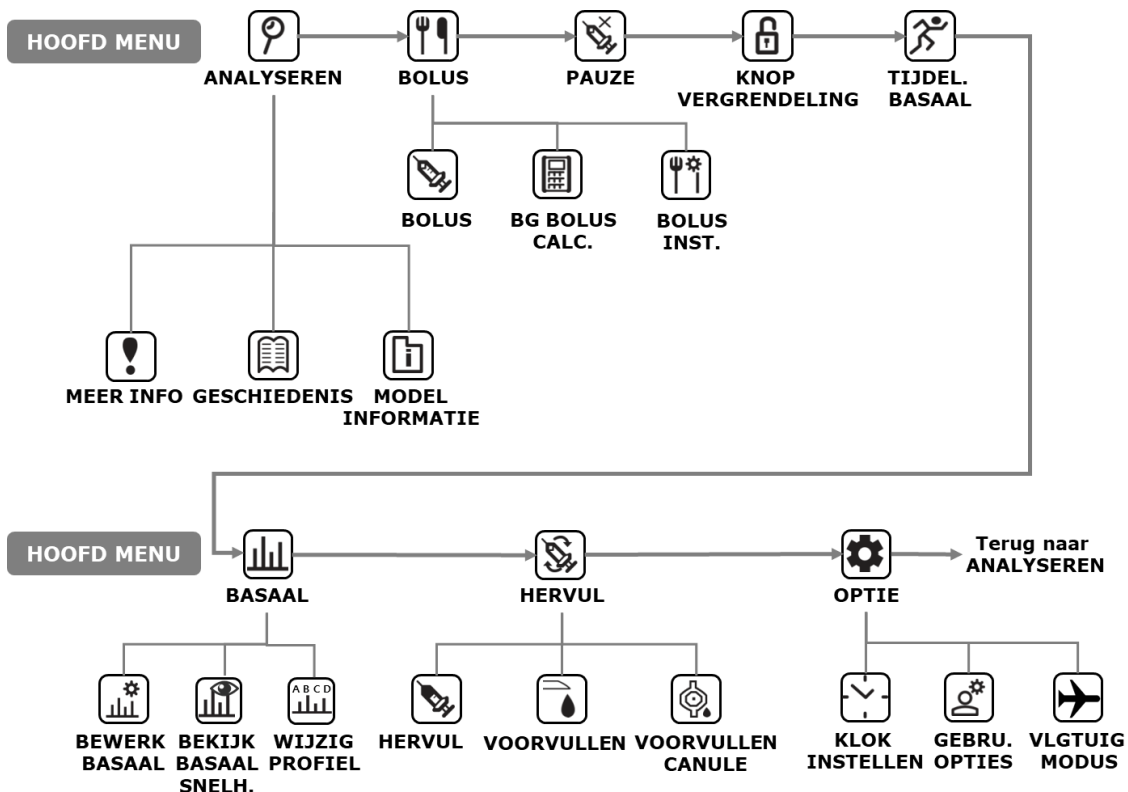 HOOFD MENU
ANALYSEREN
BOLUS
PAUZE
KNOP
VERGRENDELING
TIJDEL.
BASAAL
BOLUS
BG BOLUS
CALC.
BOLUS
INST.
MEER INFO
GESCHIEDENIS
MODEL
INFORMATIE
HOOFD MENU
BASAAL
HERVUL
OPTIE
Terug naar
ANALYSEREN
A B C D
BEWERK
BASAAL
BEKIJK
BASAAL
SNELH.
WIJZIG
PROFIEL
HERVUL
VOORVULLEN
VOORVULLEN
CANULE
KLOK
INSTELLEN
GEBRU.
OPTIES
VLGTUIG
MODUS